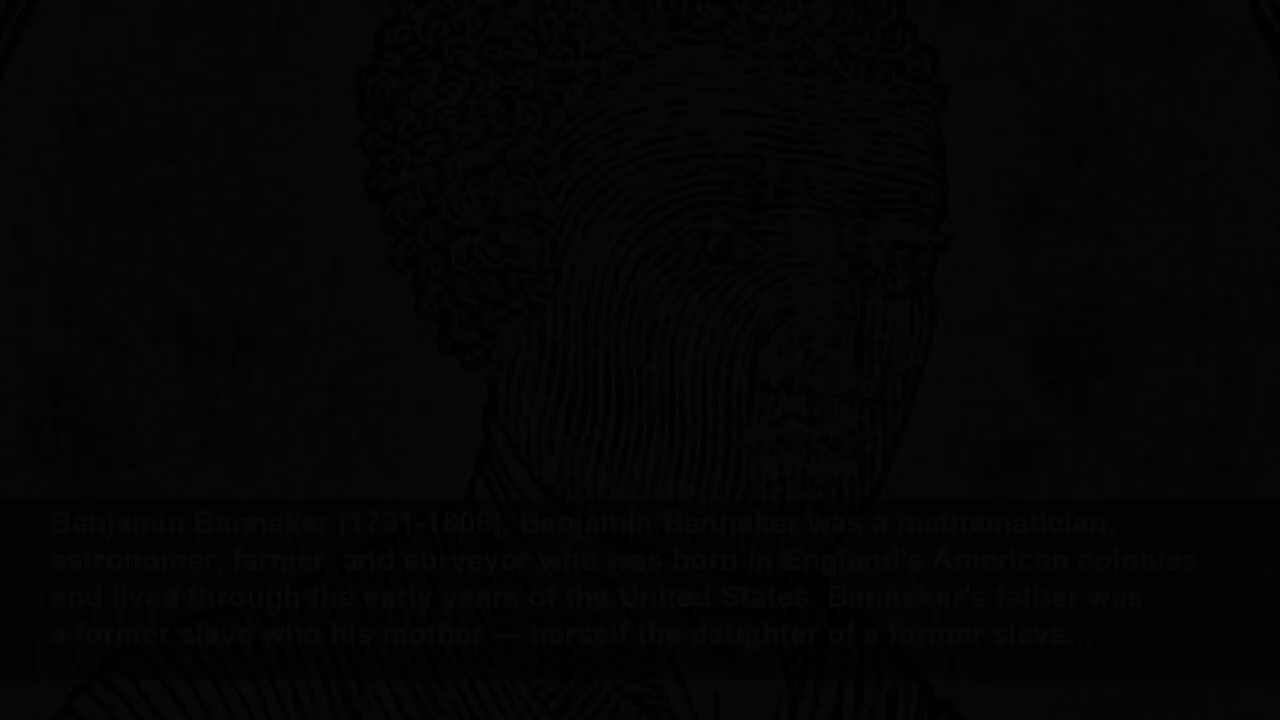 Benjamin Banneker (1731-1806). Benjamin Banneker was a mathematician,
astronomer, farmer, and surveyor who was born in England's American colonies
and lived through the early years of the United States. Banneker's father was
a former slave who his mother — herself the daughter of a former slave...